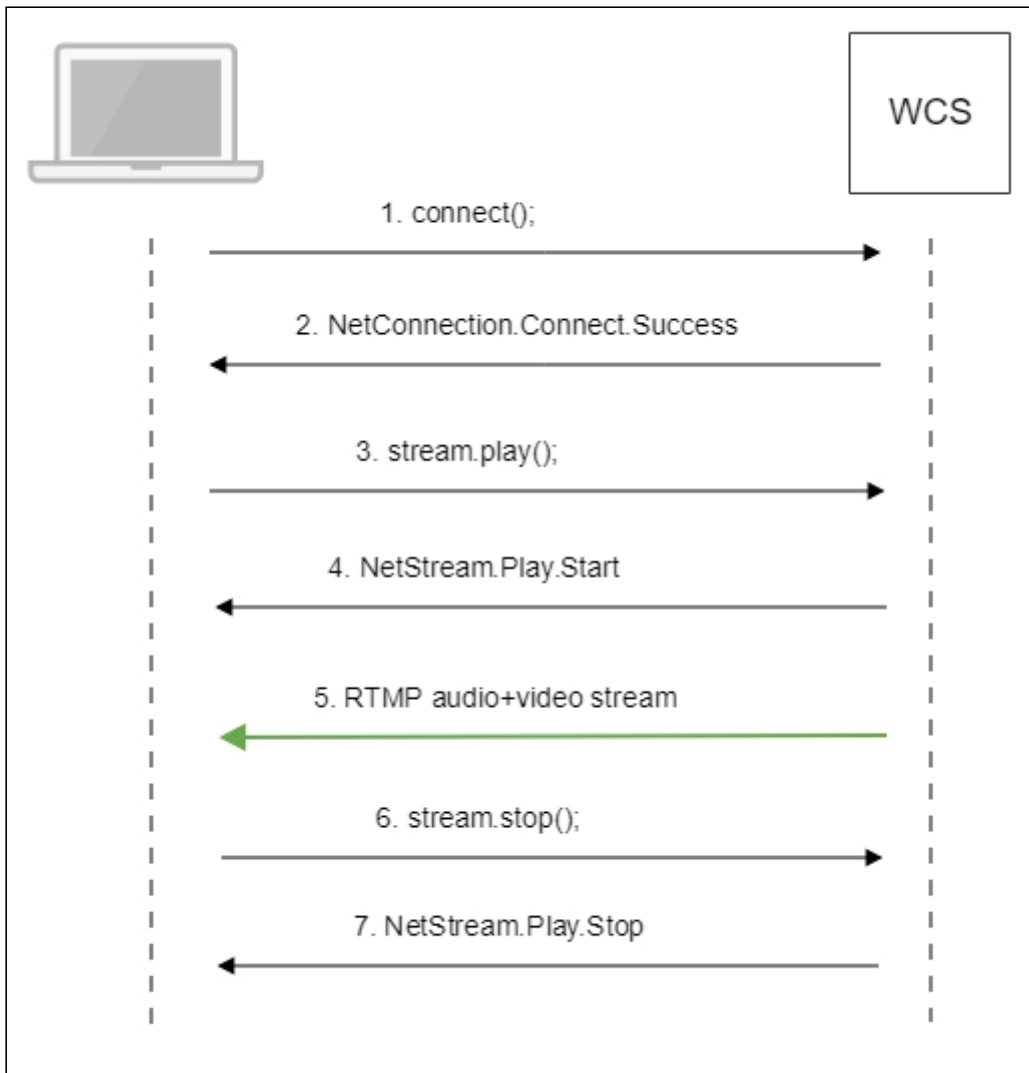 WCS
1. connect();
2. NetConnection.Connect.Success
3. stream.play();
4. NetStream.Play.Start
5. RTMP audio+video stream
6. stream.stop();
7. NetStream.Play.Stop